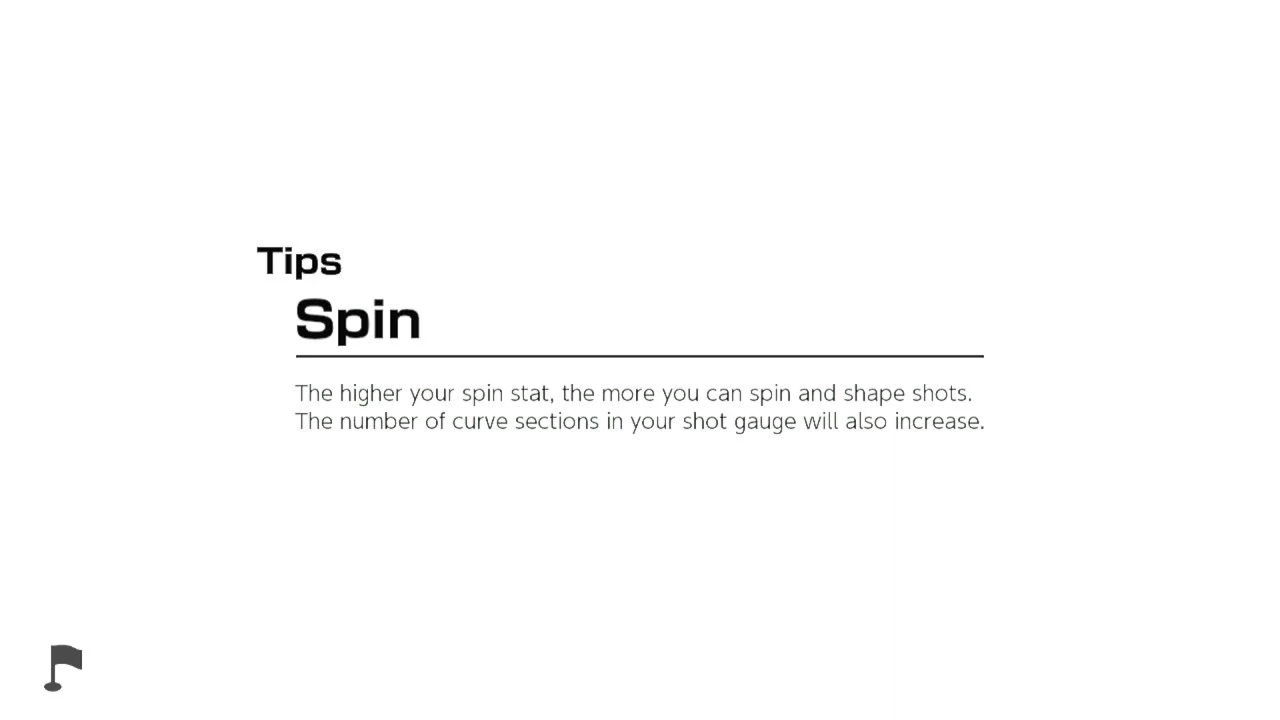 Tips
Spin
The higher your spin stat, the more you can spin and shape shots.
The number of curve sections in your shot gauge will also increase.